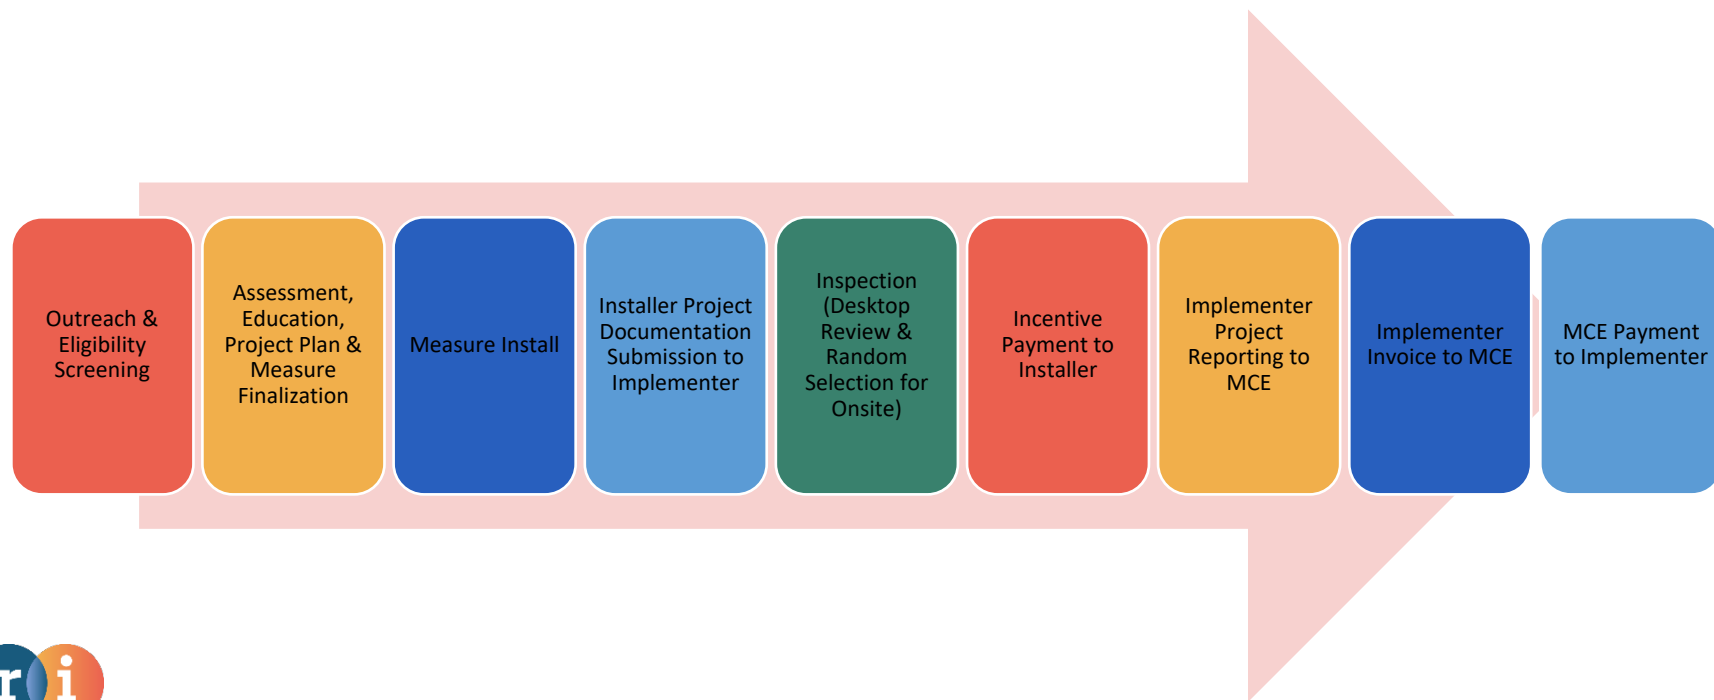 Outreach &
Eligibility
Screening
Assessment,
Education,
Project Plan &
Measure
Finalization
Measure Install
Installer Project
Documentation
Submission to
Implementer
Inspection
(Desktop
Review &
Random
Selection for
Onsite)
Incentive
Payment to
Installer
Implementer
Project
Reporting to
MCE
Implementer
Invoice to MCE
MCE Payment
to Implementer
ri